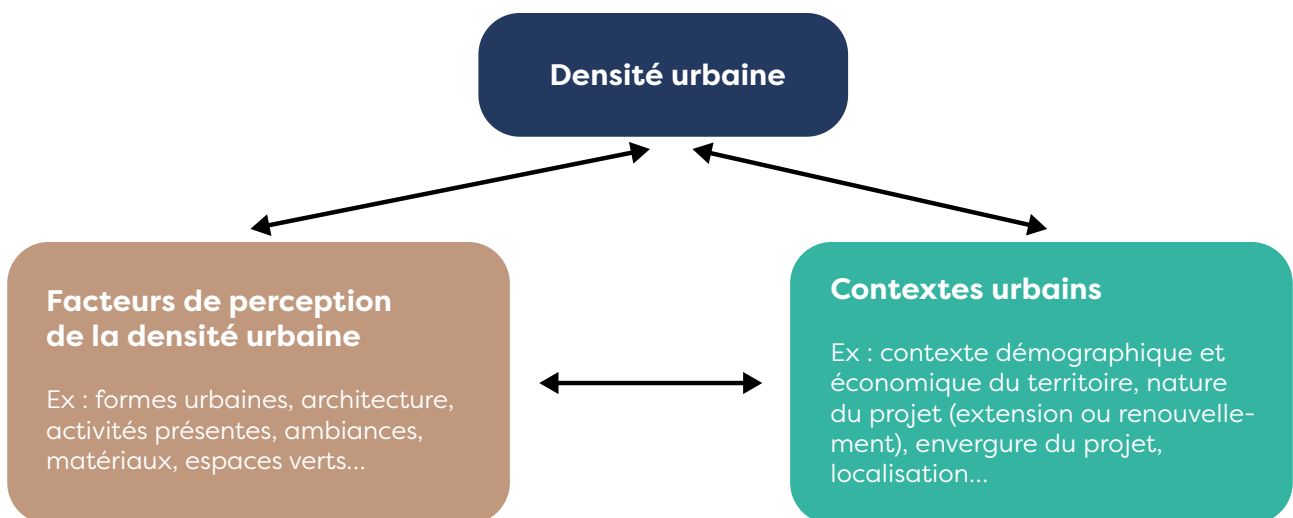 Densité urbaine
Facteurs de perception
de la densité urbaine
Ex : formes urbaines, architecture,
activités présentes, ambiances,
matériaux, espaces verts...
Contextes urbains
Ex : contexte démographique et
économique du territoire, nature
du projet (extension ou renouvelle-
ment), envergure du projet,
localisation...